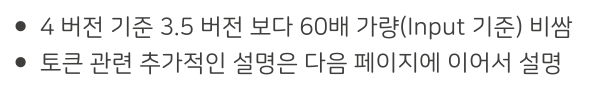 • 4 버전 기준 3.5 버전 보다 60배 가량(Input 기준) 비쌈
• 토큰 관련 추가적인 설명은 다음 페이지에 이어서 설명